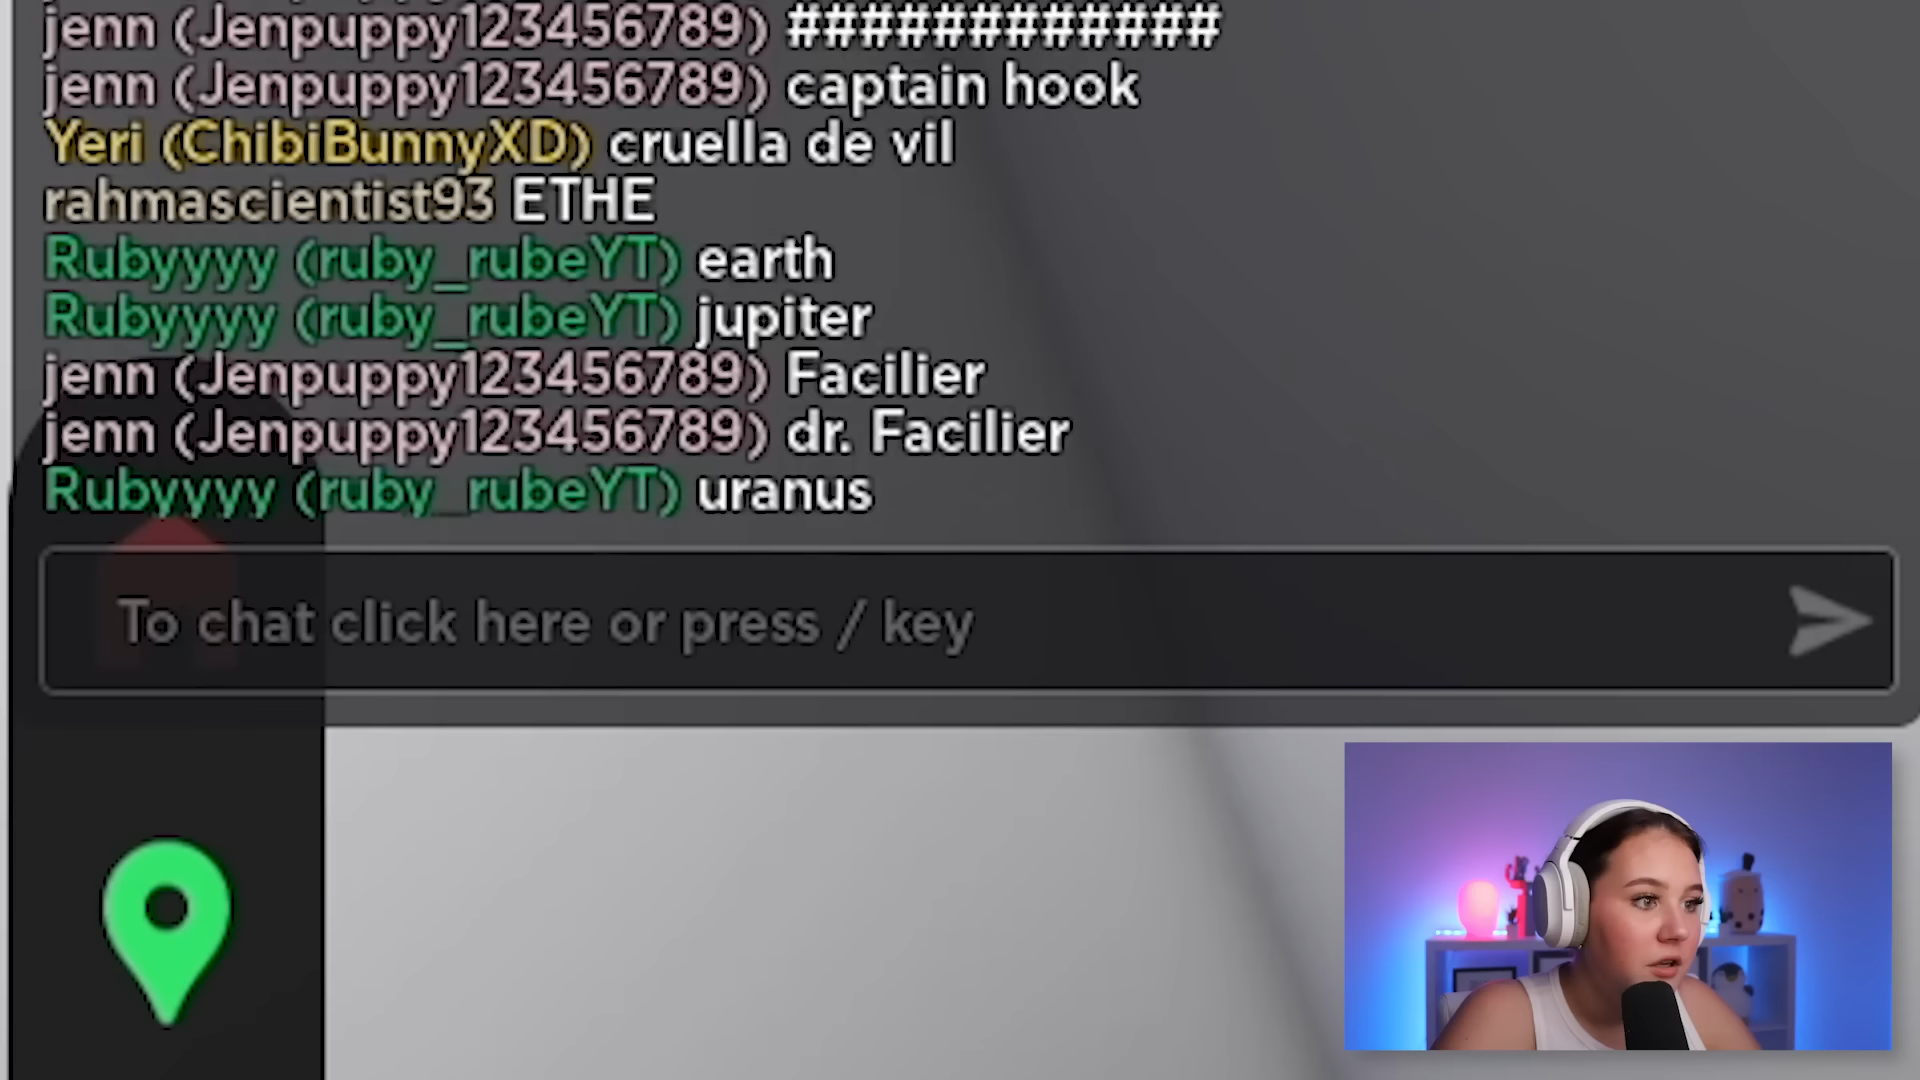 jenn (Jenpuppy123456789) ############
jenn (Jenpuppy123456789) captain hook
Yeri (ChibiBunnyXD) cruella de vil
rahmascientist93 ETHE
Rubyyyy (ruby_rubeYT) earth
Rubyyyy (ruby_rubeYT) jupiter
jenn (Jenpuppy123456789) Facilier
jenn (Jenpuppy123456789) dr. Facilier
Rubyyyy (ruby_rubeYT) uranus
To chat click here or press / key